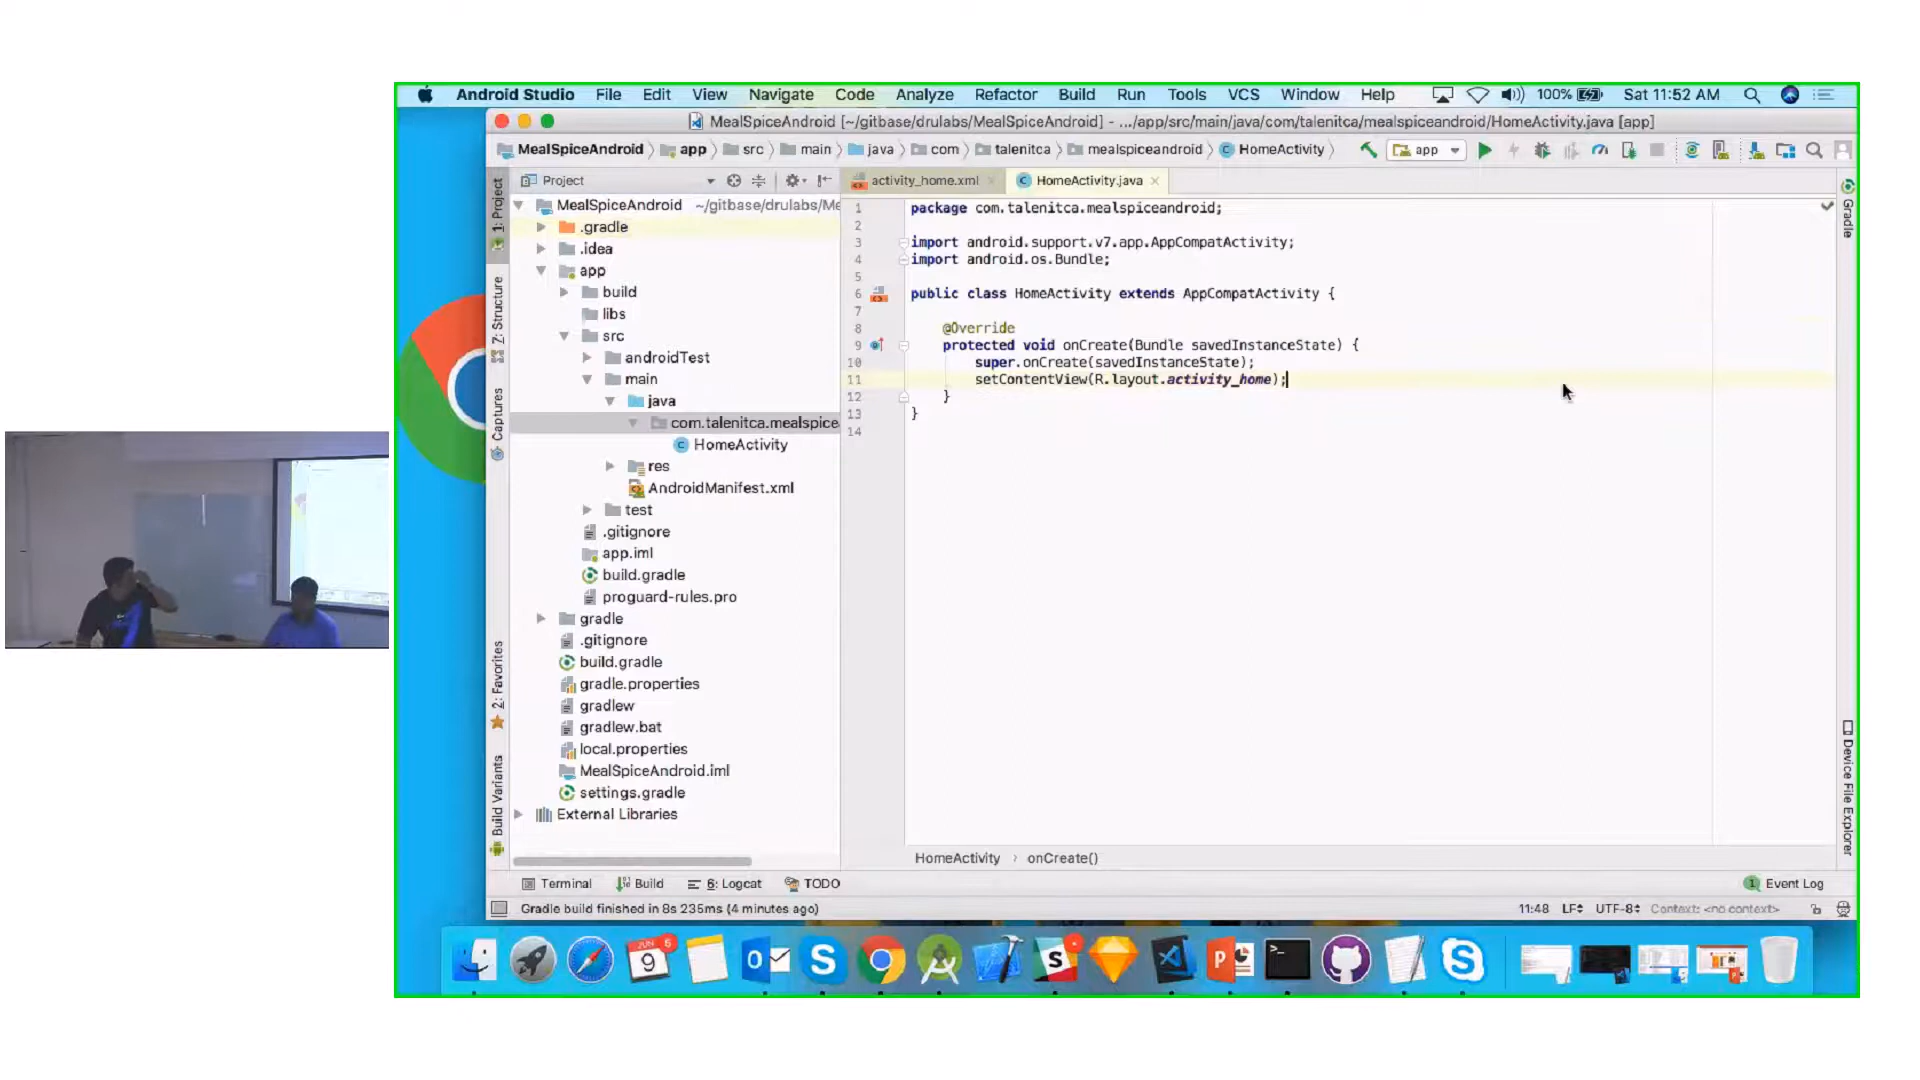 Android Studio File Edit View Navigate Code Analyze Refactor Build Run Tools VCS Window Help 100% Sat 11:52 AM
MealSpiceAndroid [~/gitbase/drulabs/MealSpiceAndroid] - .../app/src/main/java/com/talenitca/mealspiceandroid/HomeActivity.java [app]
MealSpiceAndroid app src main java com talenitca mealspiceandroid HomeActivity app
Project
activity_home.xml HomeActivity.java
1: Project
7: Structure
Captures
2: Favorites
Build Variants
MealSpiceAndroid ~/gitbase/drulabs/Me
.gradle
.idea
app
build
libs
src
androidTest
main
java
com.talenitca.mealspice
HomeActivity
res
AndroidManifest.xml
test
.gitignore
app.iml
build.gradle
proguard-rules.pro
gradle
.gitignore
build.gradle
gradle.properties
gradlew
gradlew.bat
local.properties
MealSpiceAndroid.iml
settings.gradle
External Libraries
1 package com.talenitca.mealspiceandroid;
2
3 import android.support.v7.app.AppCompatActivity;
4 import android.os.Bundle;
5
6 public class HomeActivity extends AppCompatActivity {
7
8 @Override
9 protected void onCreate(Bundle savedInstanceState) {
10 super.onCreate(savedInstanceState);
11 setContentView(R.layout.activity_home);
12 }
13 }
14
Gradle
Device File Explorer
HomeActivity › onCreate()
Terminal Build 6: Logcat TODO
1 Event Log
Gradle build finished in 8s 235ms (4 minutes ago)
11:48 LF UTF-8 Context: <no context>
JUN 6
9